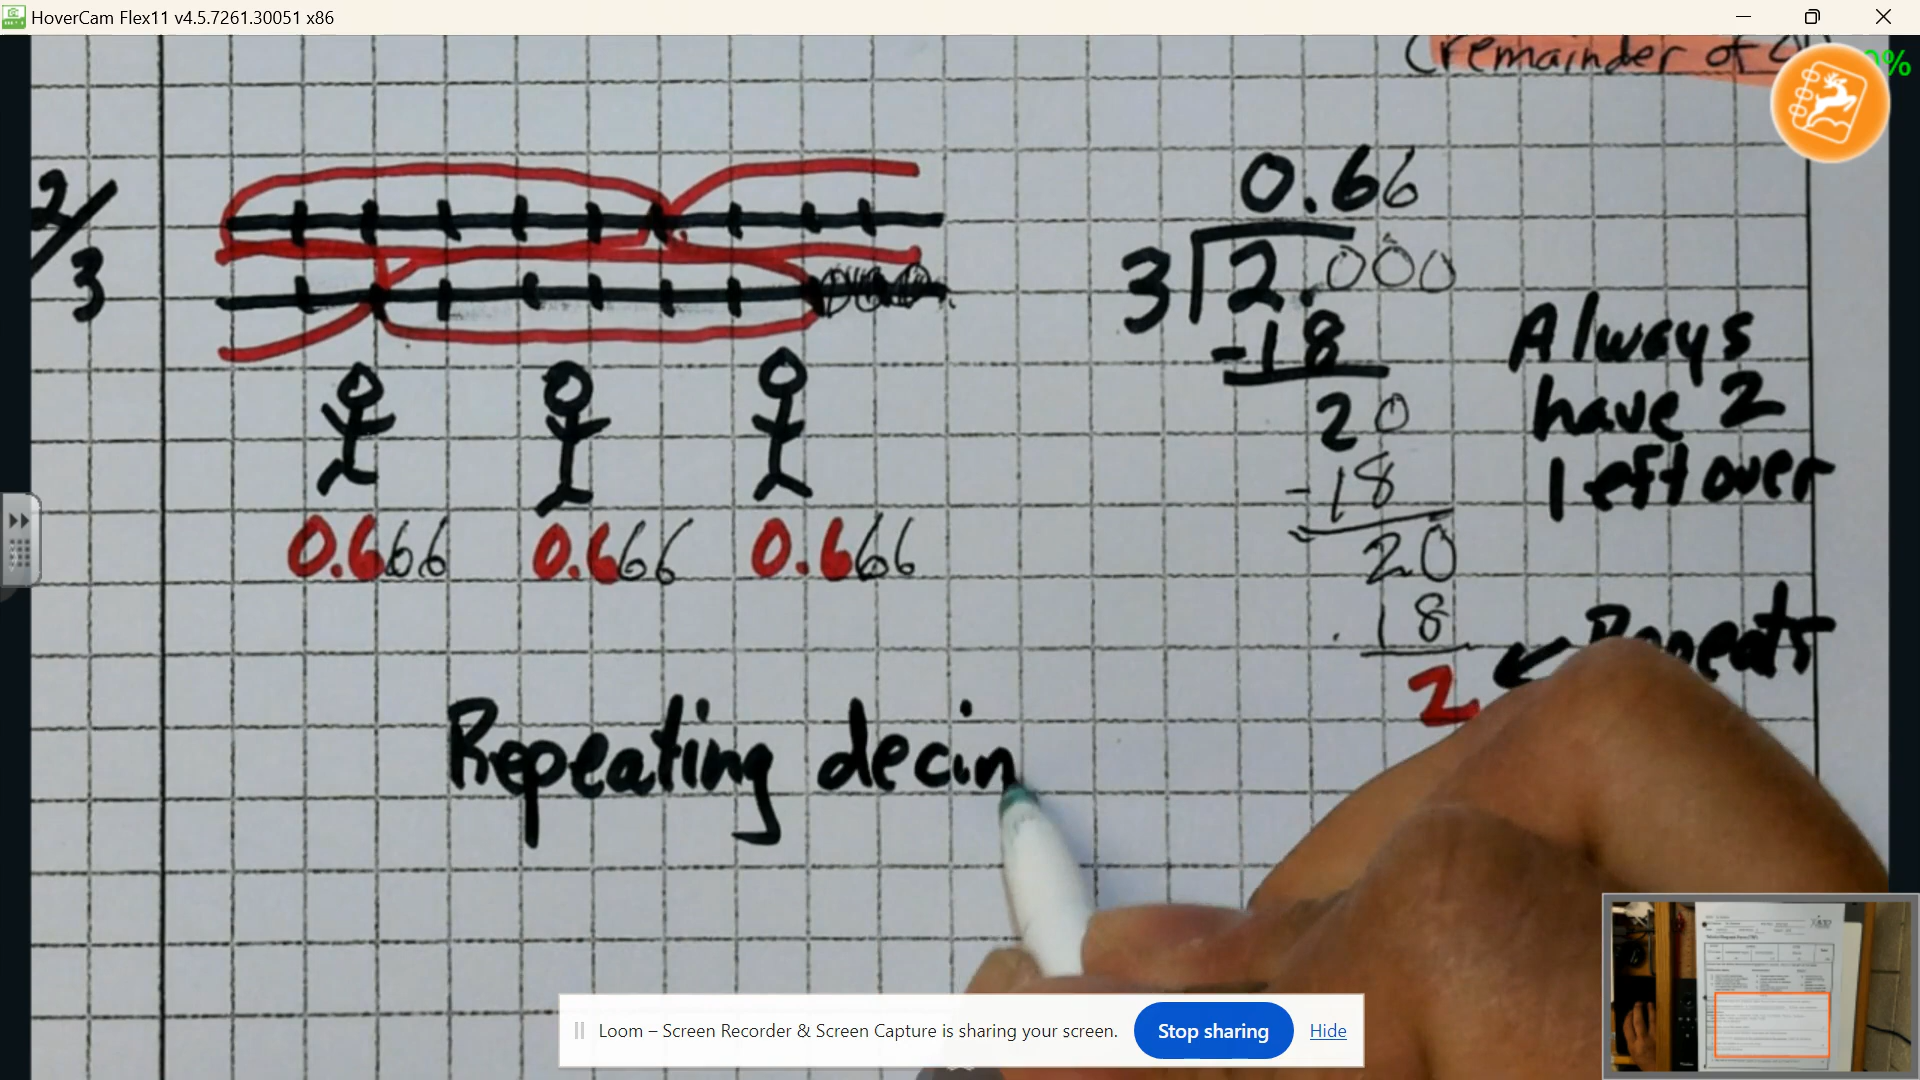 HoverCam Flex11 v4.5.7261.30051 x86
(remainder of
0%
2/3
0.66
3 2.000
-18
20
-18
20
18
2
Always
have 2
left over
0.666 0.666 0.666
Repeats
Repeating decim
Loom – Screen Recorder & Screen Capture is sharing your screen.
Stop sharing
Hide